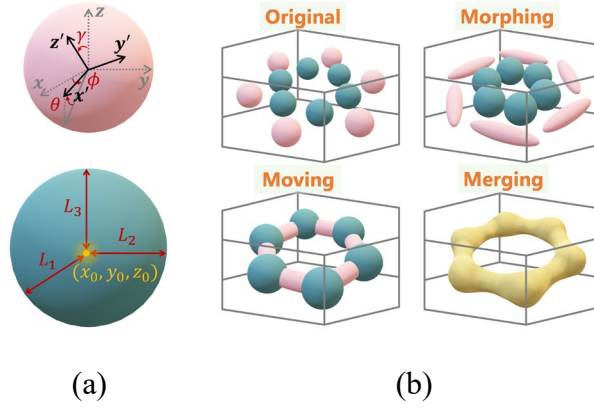 z
z'
γ
y'
x
ϕ
y
θ
x'
L₃
L₂
L₁
(x₀, y₀, z₀)
(a)
Original
Morphing
Moving
Merging
(b)